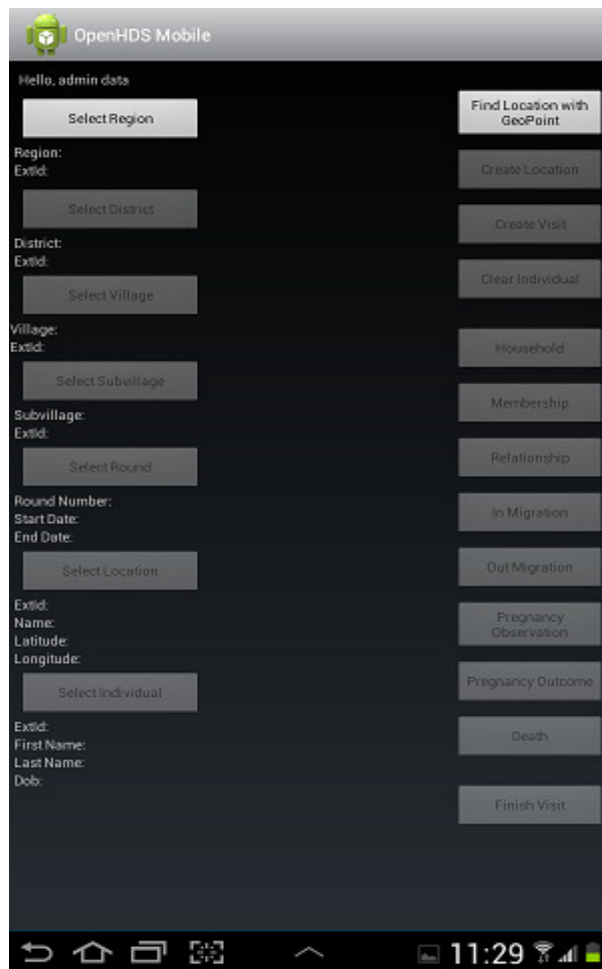 OpenHDS Mobile
Hello, admin data
Select Region
Region:
ExtId:
Select District
District:
ExtId:
Select Village
Village:
ExtId:
Select Subvillage
Subvillage:
ExtId:
Select Round
Round Number:
Start Date:
End Date:
Select Location
ExtId:
Name:
Latitude:
Longitude:
Select Individual
ExtId:
First Name:
Last Name:
Dob:
Find Location with
GeoPoint
Create Location
Create Visit
Clear Individual
Household
Membership
Relationship
In Migration
Out Migration
Pregnancy
Observation
Pregnancy Outcome
Death
Finish Visit
11:29